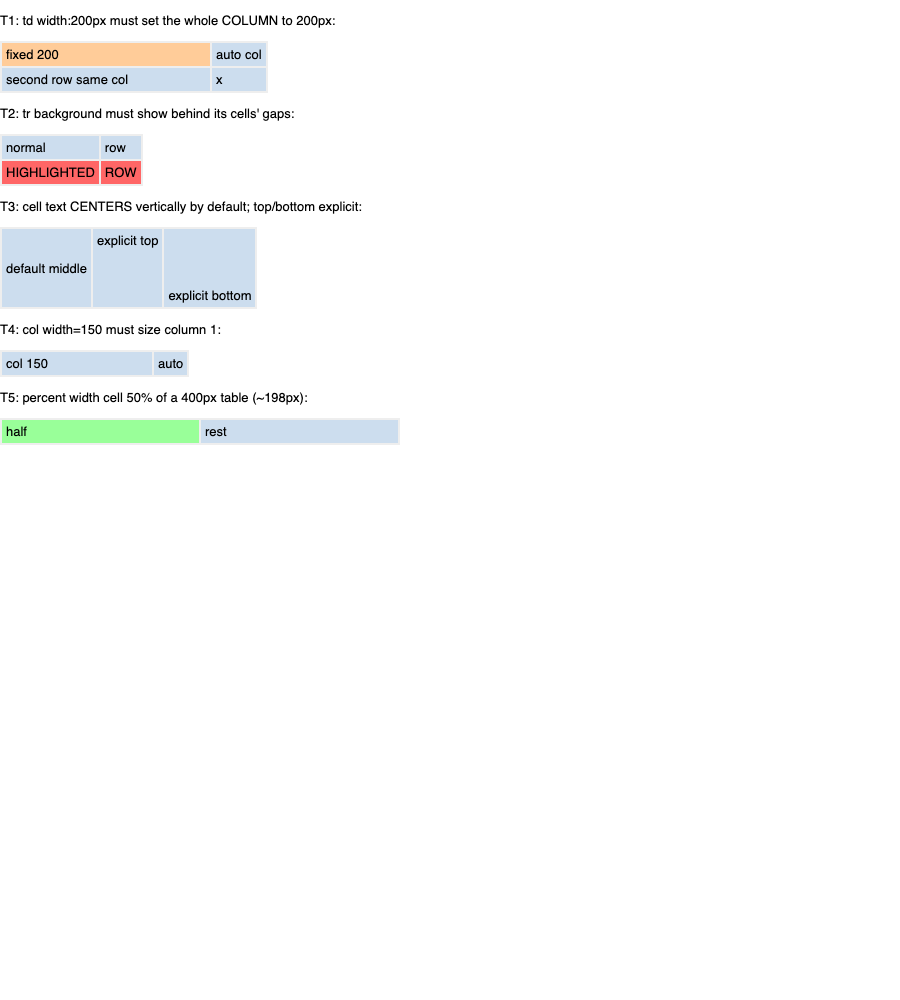 T1: td width:200px must set the whole COLUMN to 200px:
fixed 200 auto col
second row same col x
T2: tr background must show behind its cells' gaps:
normal row
HIGHLIGHTED ROW
T3: cell text CENTERS vertically by default; top/bottom explicit:
explicit top
default middle
explicit bottom
T4: col width=150 must size column 1:
col 150 auto
T5: percent width cell 50% of a 400px table (~198px):
half rest